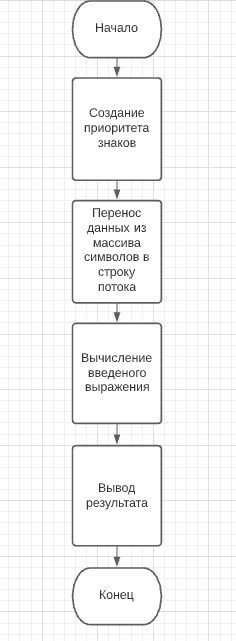 Начало
Создание
приоритета
знаков
Перенос
данных из
массива
символов в
строку
потока
Вычисление
введеного
выражения
Вывод
результата
Конец